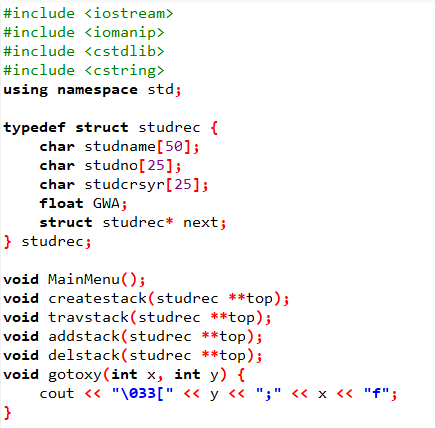 #include <iostream>
#include <iomanip>
#include <cstdlib>
#include <cstring>
using namespace std;

typedef struct studrec {
    char studname[50];
    char studno[25];
    char studcrsyr[25];
    float GWA;
    struct studrec* next;
} studrec;

void MainMenu();
void createstack(studrec **top);
void travstack(studrec **top);
void addstack(studrec **top);
void delstack(studrec **top);
void gotoxy(int x, int y) {
    cout << "\033[" << y << ";" << x << "f";
}